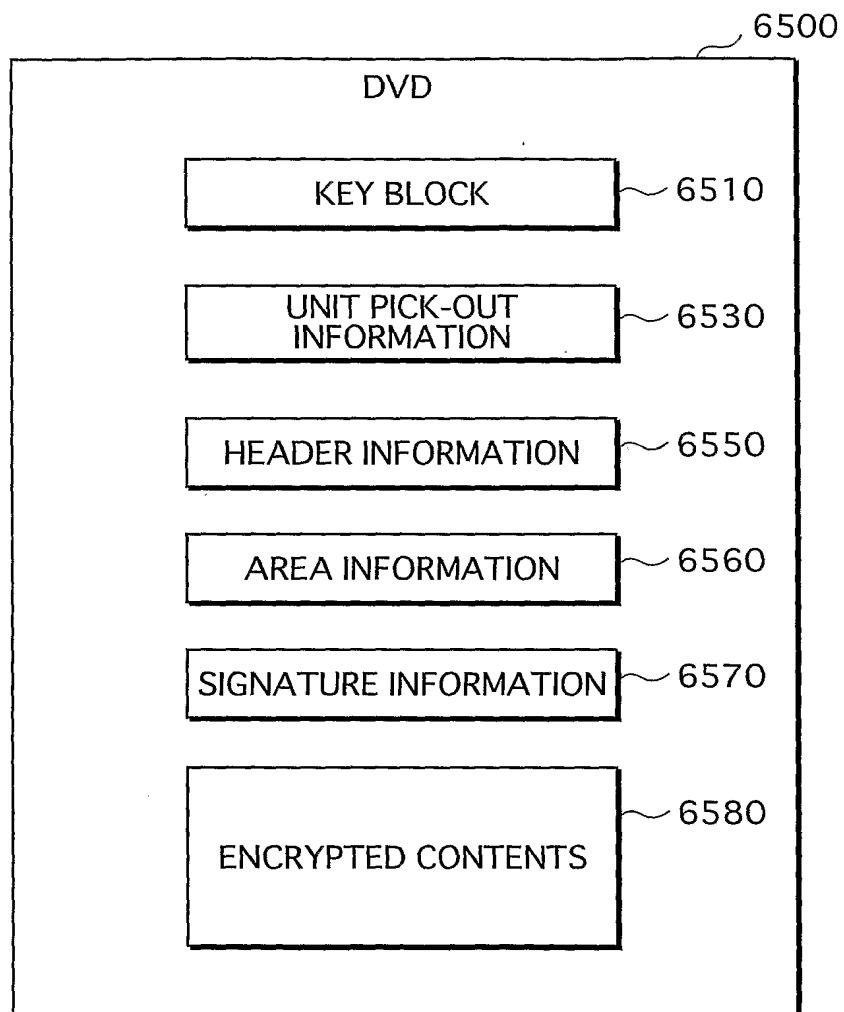 6500
DVD
KEY BLOCK
6510
UNIT PICK-OUT
INFORMATION
6530
HEADER INFORMATION
6550
AREA INFORMATION
6560
SIGNATURE INFORMATION
6570
ENCRYPTED CONTENTS
6580